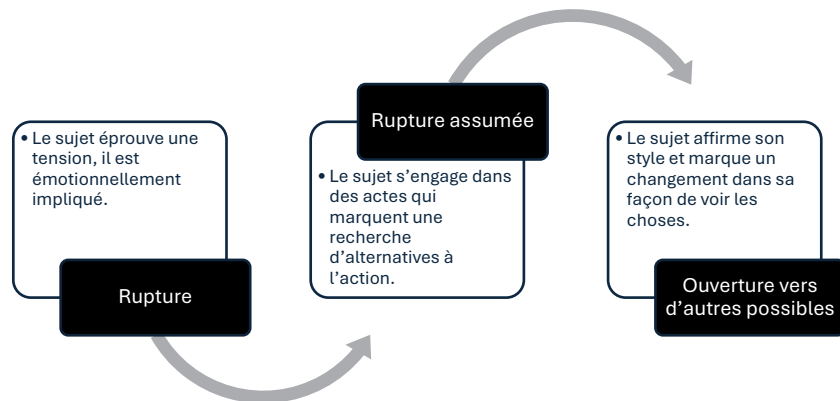 • Le sujet éprouve une
tension, il est
émotionnellement
impliqué.
Rupture
Rupture assumée
• Le sujet s’engage dans
des actes qui
marquent une
recherche
d’alternatives à
l’action.
• Le sujet affirme son
style et marque un
changement dans sa
façon de voir les
choses.
Ouverture vers
d’autres possibles